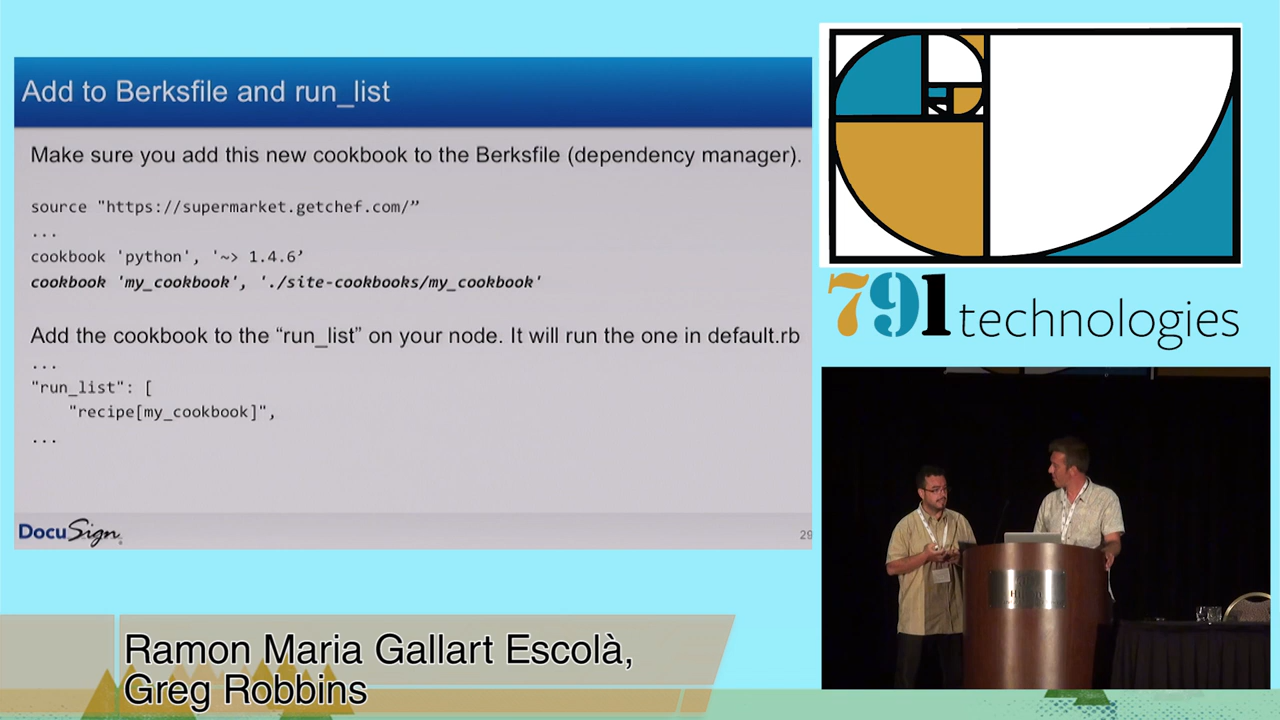 Add to Berksfile and run_list
Make sure you add this new cookbook to the Berksfile (dependency manager).
source "https://supermarket.getchef.com/”
...
cookbook 'python', '~> 1.4.6’
cookbook 'my_cookbook', './site-cookbooks/my_cookbook'
Add the cookbook to the “run_list” on your node. It will run the one in default.rb
...
"run_list": [
"recipe[my_cookbook]",
...
DocuSign
29
791 technologies
Ramon Maria Gallart Escolà,
Greg Robbins